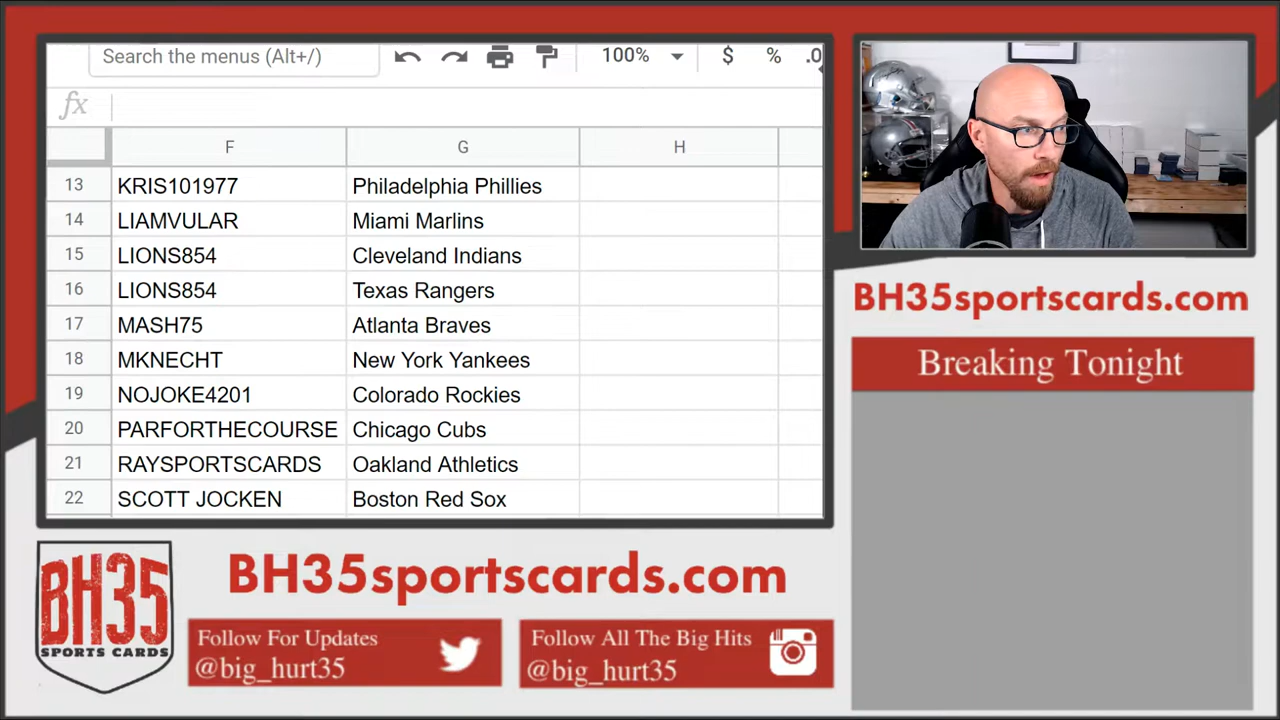 Search the menus (Alt+/)
100%
$
%
.0
fx
F
G
H
13 KRIS101977 Philadelphia Phillies
14 LIAMVULAR Miami Marlins
15 LIONS854 Cleveland Indians
16 LIONS854 Texas Rangers
17 MASH75 Atlanta Braves
18 MKNECHT New York Yankees
19 NOJOKE4201 Colorado Rockies
20 PARFORTHECOURSE Chicago Cubs
21 RAYSPORTSCARDS Oakland Athletics
22 SCOTT JOCKEN Boston Red Sox
BH35sportscards.com
Breaking Tonight
BH35
SPORTS CARDS
BH35sportscards.com
Follow For Updates
@big_hurt35
Follow All The Big Hits
@big_hurt35